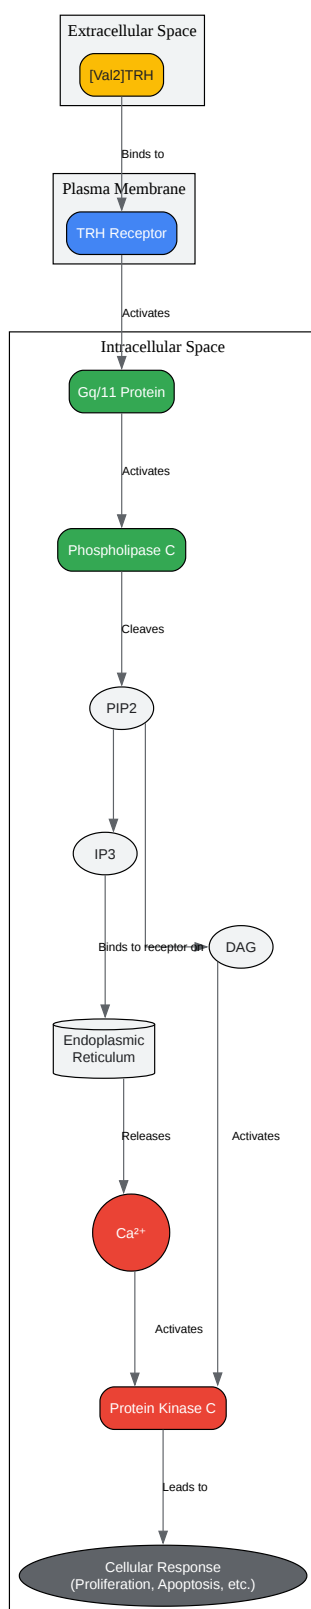 Extracellular Space
[Val2]TRH
Binds to
Plasma Membrane
TRH Receptor
Activates
Intracellular Space
Gq/11 Protein
Activates
Phospholipase C
Cleaves
PIP2
IP3
Binds to receptor on
DAG
Endoplasmic
Reticulum
Releases
Activates
Ca²⁺
Activates
Protein Kinase C
Leads to
Cellular Response
(Proliferation, Apoptosis, etc.)